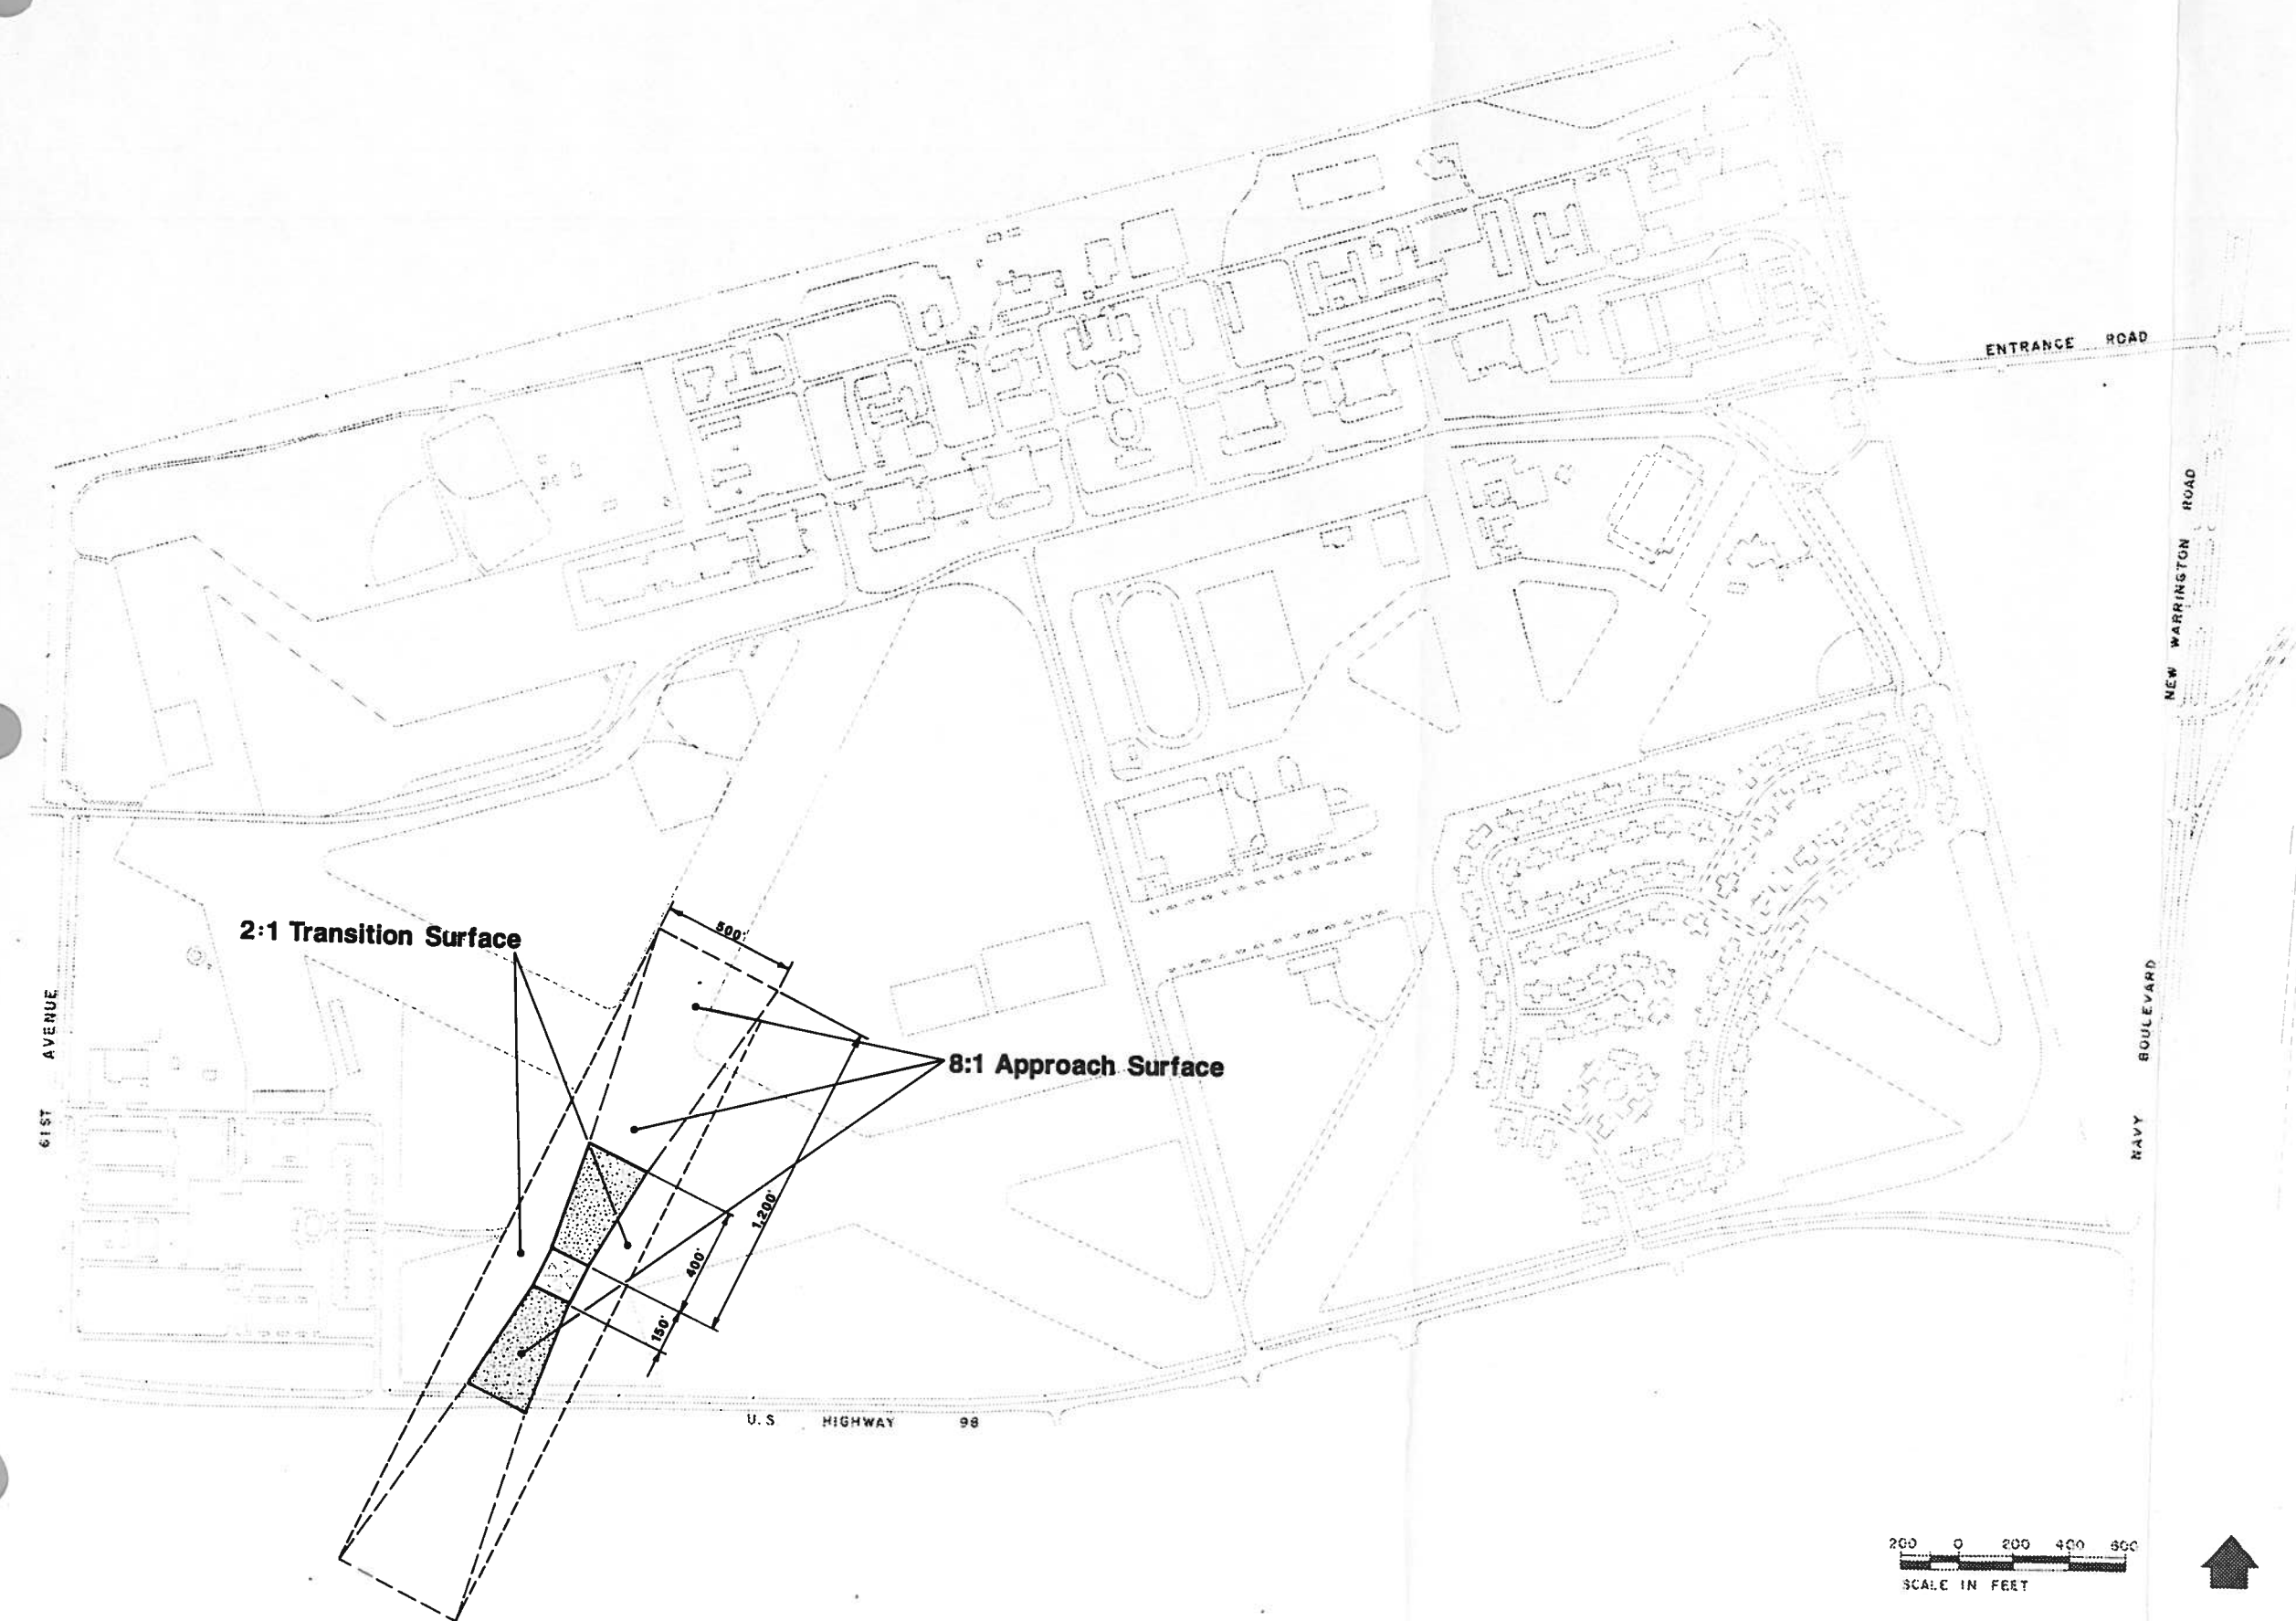 ENTRANCE ROAD
NEW WARRINGTON ROAD
2:1 Transition Surface
500'
8:1 Approach Surface
61ST AVENUE
NAVY BOULEVARD
1,200'
400'
150'
U.S HIGHWAY 98
200 0 200 400 600
SCALE IN FEET